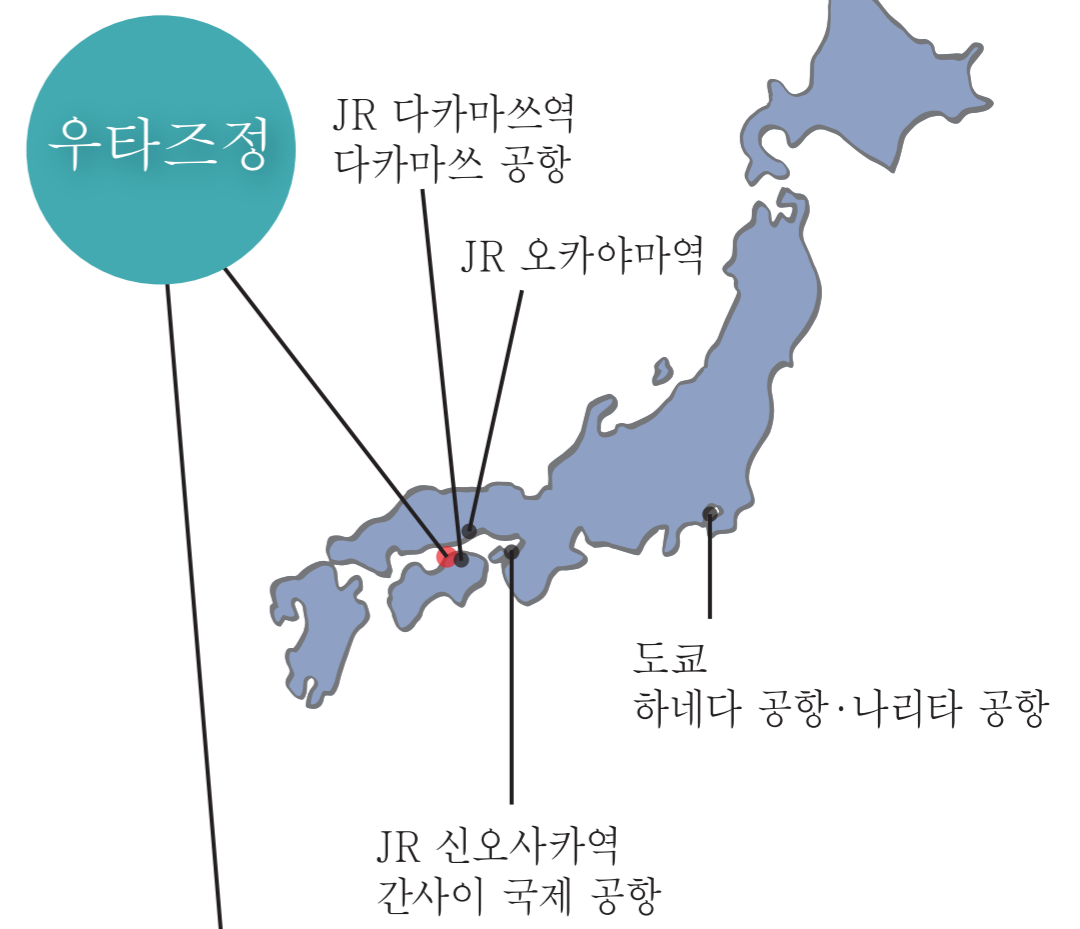 우타즈정
JR 다카마쓰역
다카마쓰 공항
JR 오카야마역
도쿄
하네다 공항·나리타 공항
JR 신오사카역
간사이 국제 공항